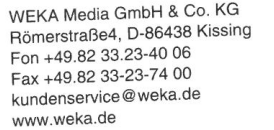 WEKA Media GmbH & Co. KG
Römerstraße4, D-86438 Kissing
Fon +49.82 33.23-40 06
Fax +49.82 33-23-74 00
kundenservice@weka.de
www.weka.de